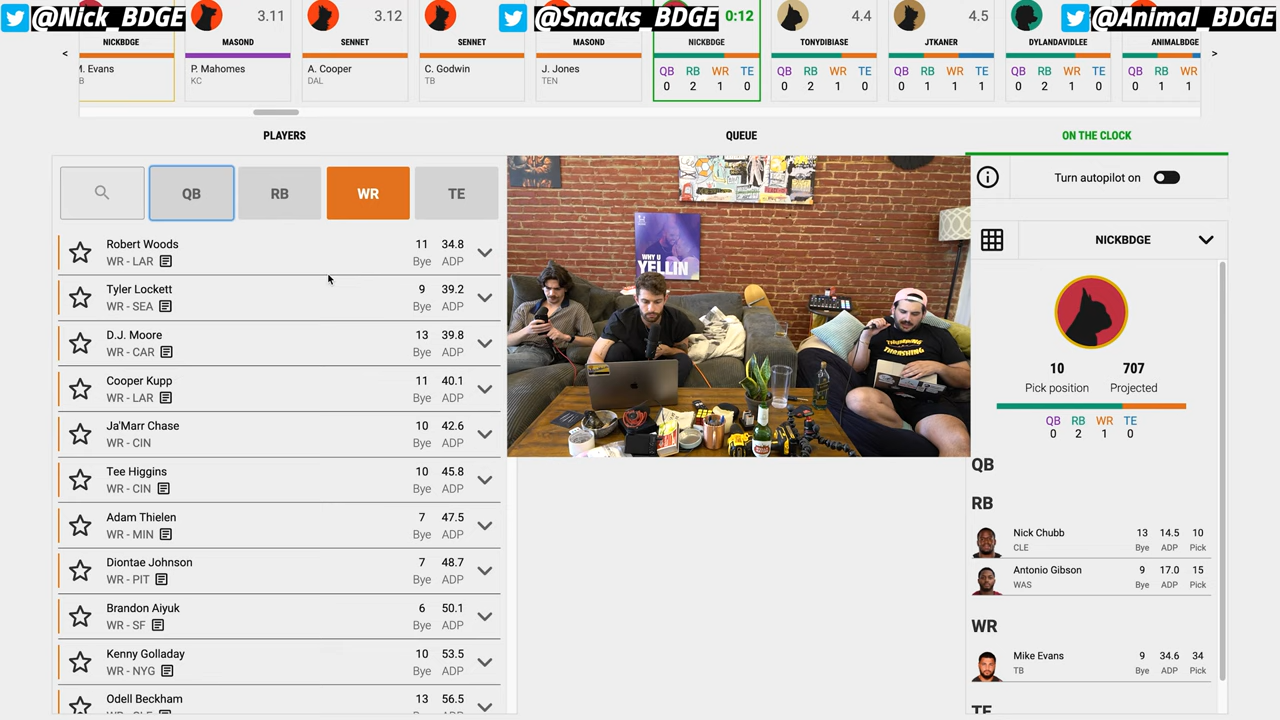 @Nick_BDGE
@Snacks_BDGE
@Animal_BDGE
3.11
3.12
0:12
4.4
4.5
NICKBDGE
MASOND
SENNET
SENNET
MASOND
NICKBDGE
TONYDIBIASE
JTKANER
DYLANDAVIDLEE
ANIMALBDGE
<
>
M. Evans
P. Mahomes
KC
A. Cooper
DAL
C. Godwin
TB
J. Jones
TEN
QB RB WR TE
0 2 1 0
QB RB WR TE
0 2 1 0
QB RB WR TE
0 1 1 1
QB RB WR TE
0 2 1 0
QB RB WR
0 1 1
PLAYERS
QUEUE
ON THE CLOCK
QB
RB
WR
TE
Robert Woods 11 34.8
WR - LAR Bye ADP
Tyler Lockett 9 39.2
WR - SEA Bye ADP
D.J. Moore 13 39.8
WR - CAR Bye ADP
Cooper Kupp 11 40.1
WR - LAR Bye ADP
Ja'Marr Chase 10 42.6
WR - CIN Bye ADP
Tee Higgins 10 45.8
WR - CIN Bye ADP
Adam Thielen 7 47.5
WR - MIN Bye ADP
Diontae Johnson 7 48.7
WR - PIT Bye ADP
Brandon Aiyuk 6 50.1
WR - SF Bye ADP
Kenny Golladay 10 53.5
WR - NYG Bye ADP
Odell Beckham 13 56.5
WHY U
YELLIN
THUMBING
THRASHING
Turn autopilot on
NICKBDGE
10 707
Pick position Projected
QB RB WR TE
0 2 1 0
QB
RB
Nick Chubb 13 14.5 10
CLE Bye ADP Pick
Antonio Gibson 9 17.0 15
WAS Bye ADP Pick
WR
Mike Evans 9 34.6 34
TB Bye ADP Pick
TE